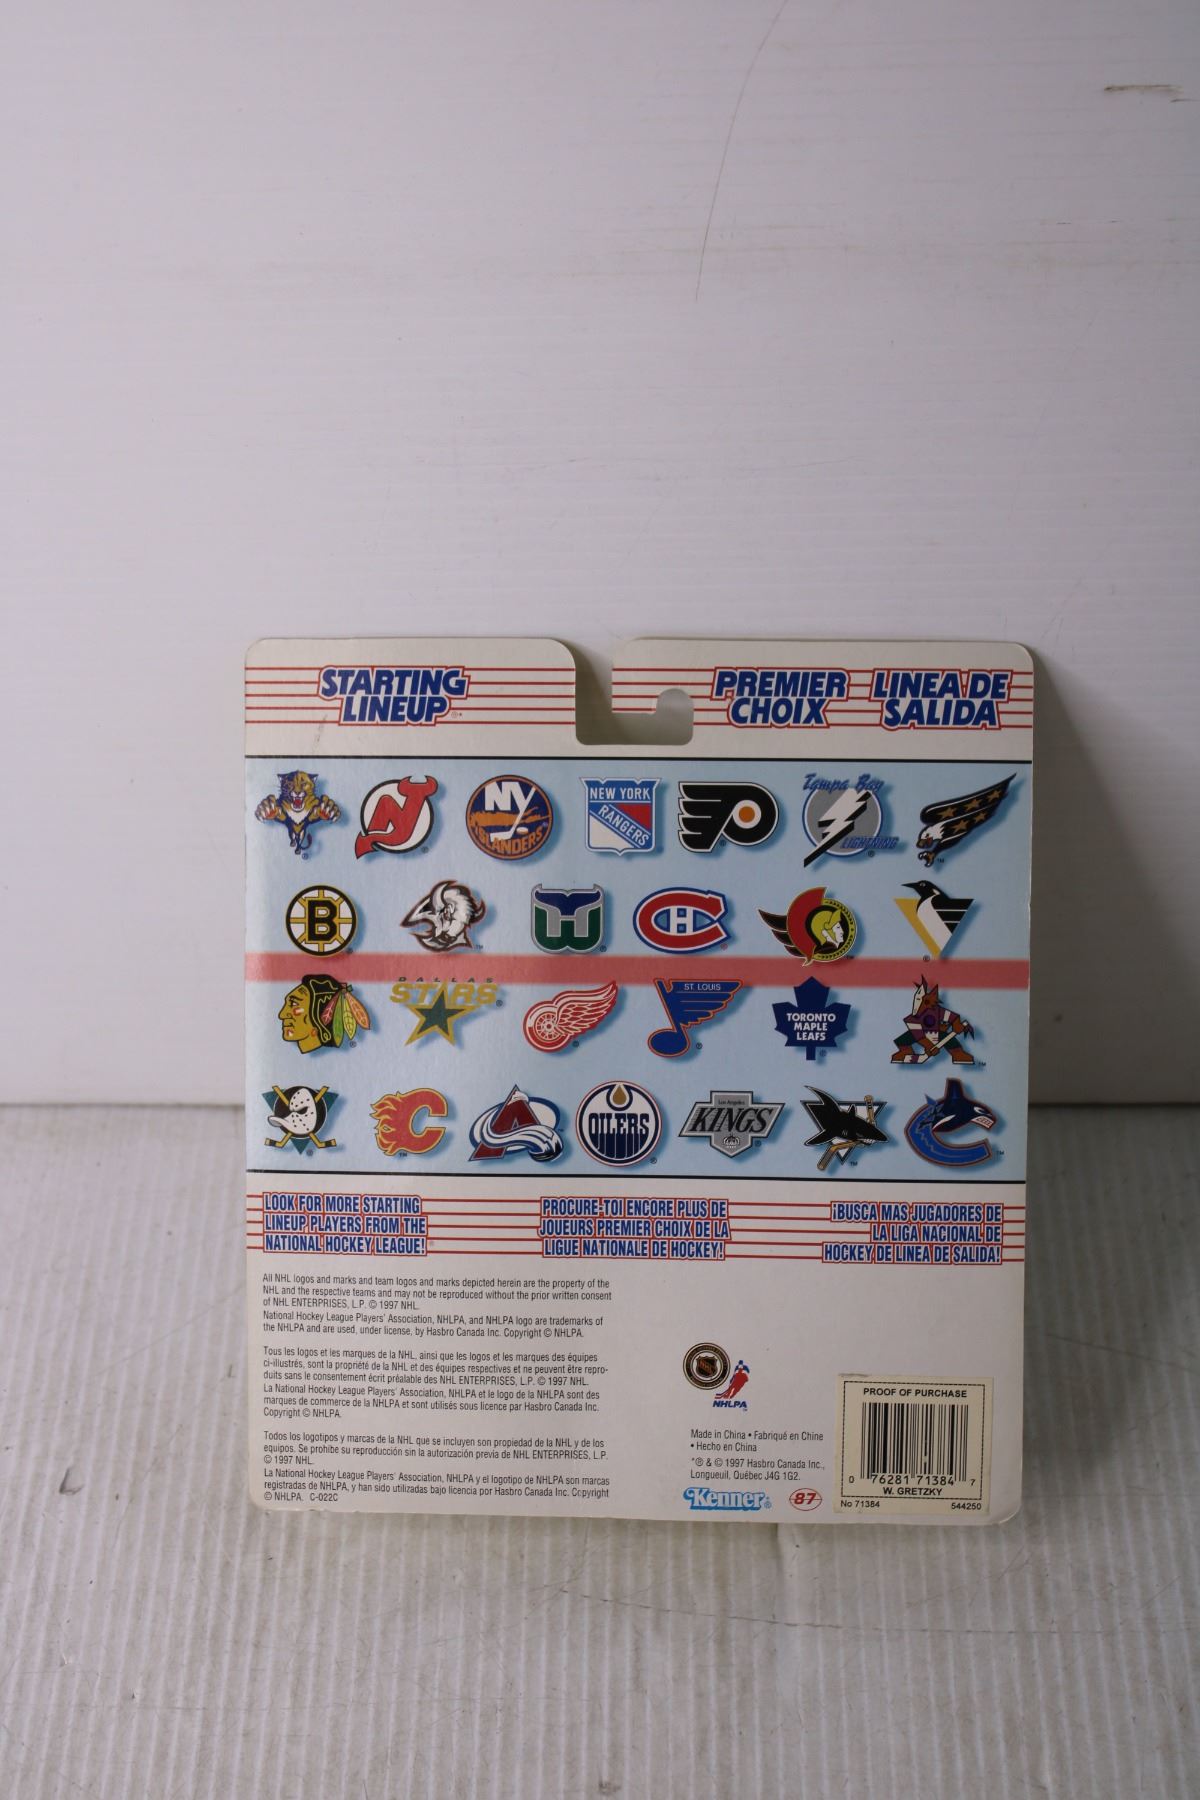 STARTING
LINEUP
PREMIER
CHOIX
LINEA DE
SALIDA
NY
ISLANDERS
NEW YORK
RANGERS
Tampa Bay
LIGHTNING
B
DALLAS
STARS
ST. LOUIS
TORONTO
MAPLE
LEAFS
OILERS
Los Angeles
KINGS
LOOK FOR MORE STARTING
LINEUP PLAYERS FROM THE
NATIONAL HOCKEY LEAGUE!
PROCURE-TOI ENCORE PLUS DE
JOUEURS PREMIER CHOIX DE LA
LIGUE NATIONALE DE HOCKEY!
¡BUSCA MAS JUGADORES DE
LA LIGA NACIONAL DE
HOCKEY DE LINEA DE SALIDA!
All NHL logos and marks and team logos and marks depicted herein are the property of the
NHL and the respective teams and may not be reproduced without the prior written consent
of NHL ENTERPRISES, L.P. © 1997 NHL.
National Hockey League Players' Association, NHLPA, and NHLPA logo are trademarks of
the NHLPA and are used, under license, by Hasbro Canada Inc. Copyright © NHLPA.
Tous les logos et les marques de la NHL, ainsi que les logos et les marques des équipes
ci-illustrés, sont la propriété de la NHL et des équipes respectives et ne peuvent être repro-
duits sans le consentement écrit préalable des NHL ENTERPRISES, L.P. © 1997 NHL.
La National Hockey League Players' Association, NHLPA et le logo de la NHLPA sont des
marques de commerce de la NHLPA et sont utilisés sous licence par Hasbro Canada Inc.
Copyright © NHLPA.
Todos los logotipos y marcas de la NHL que se incluyen son propiedad de la NHL y de los
equipos. Se prohibe su reproducción sin la autorización previa de NHL ENTERPRISES, L.P.
© 1997 NHL.
La National Hockey League Players' Association, NHLPA y el logotipo de NHLPA son marcas
registradas de NHLPA, y han sido utilizadas bajo licencia por Hasbro Canada Inc. Copyright
© NHLPA. C-022C
NHLPA
Made in China • Fabriqué en Chine
• Hecho en China
*® & © 1997 Hasbro Canada Inc.,
Longueuil, Québec J4G 1G2.
Kenner® 87
PROOF OF PURCHASE
0 76281 71384 7
W. GRETZKY
No 71384 544250